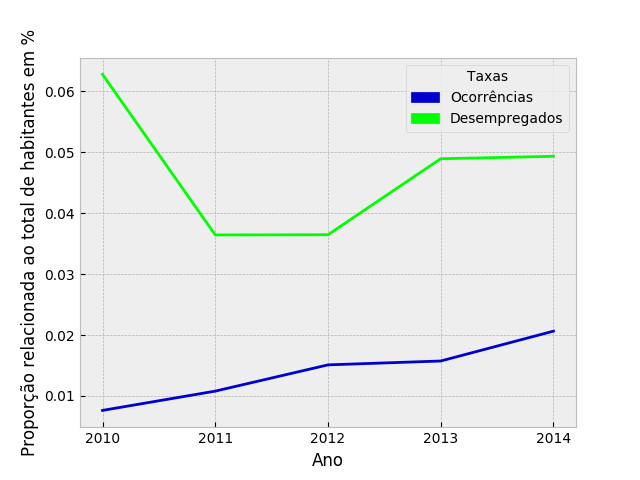 Proporção relacionada ao total de habitantes em %
Taxas
Ocorrências
Desempregados
0.06
0.05
0.04
0.03
0.02
0.01
2010 2011 2012 2013 2014
Ano